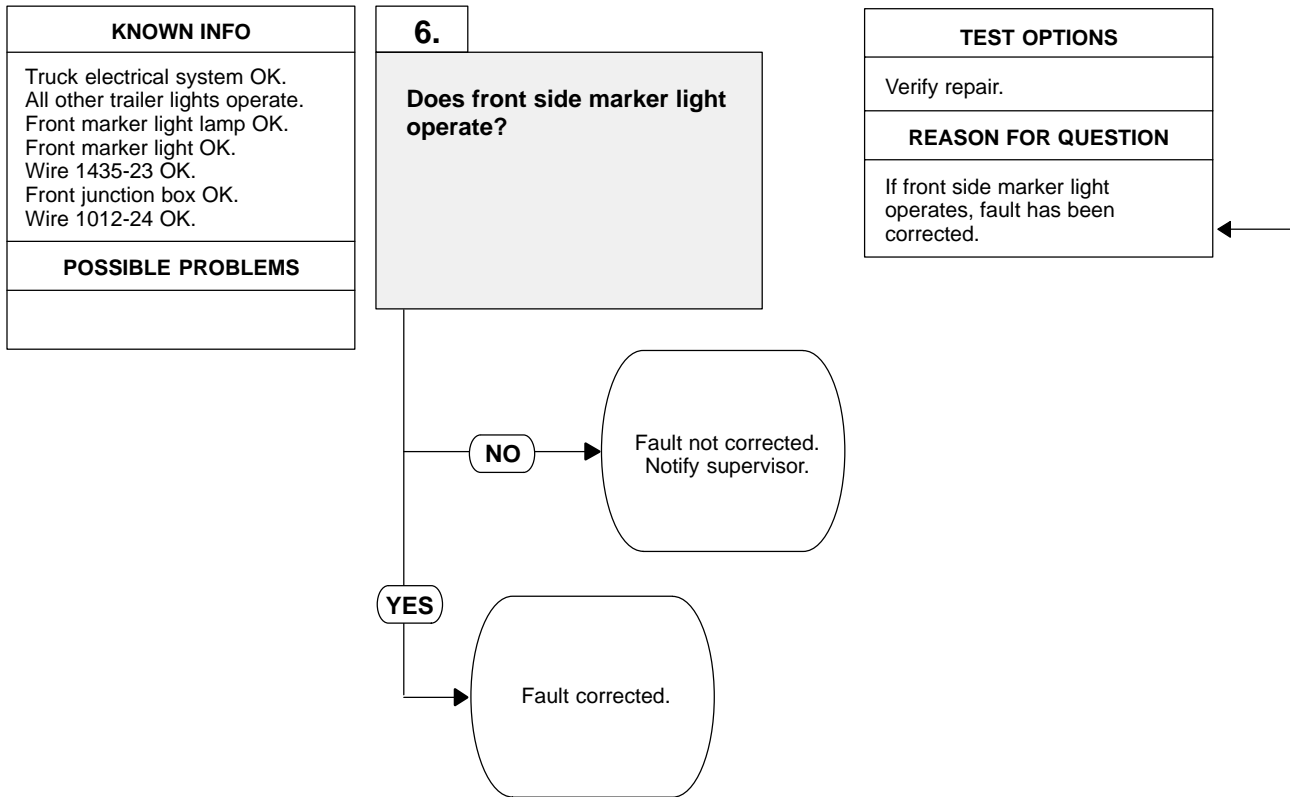 KNOWN INFO
Truck electrical system OK.
All other trailer lights operate.
Front marker light lamp OK.
Front marker light OK.
Wire 1435-23 OK.
Front junction box OK.
Wire 1012-24 OK.
POSSIBLE PROBLEMS
6.
Does front side marker light
operate?
TEST OPTIONS
Verify repair.
REASON FOR QUESTION
If front side marker light
operates, fault has been
corrected.
NO
Fault not corrected.
Notify supervisor.
YES
Fault corrected.